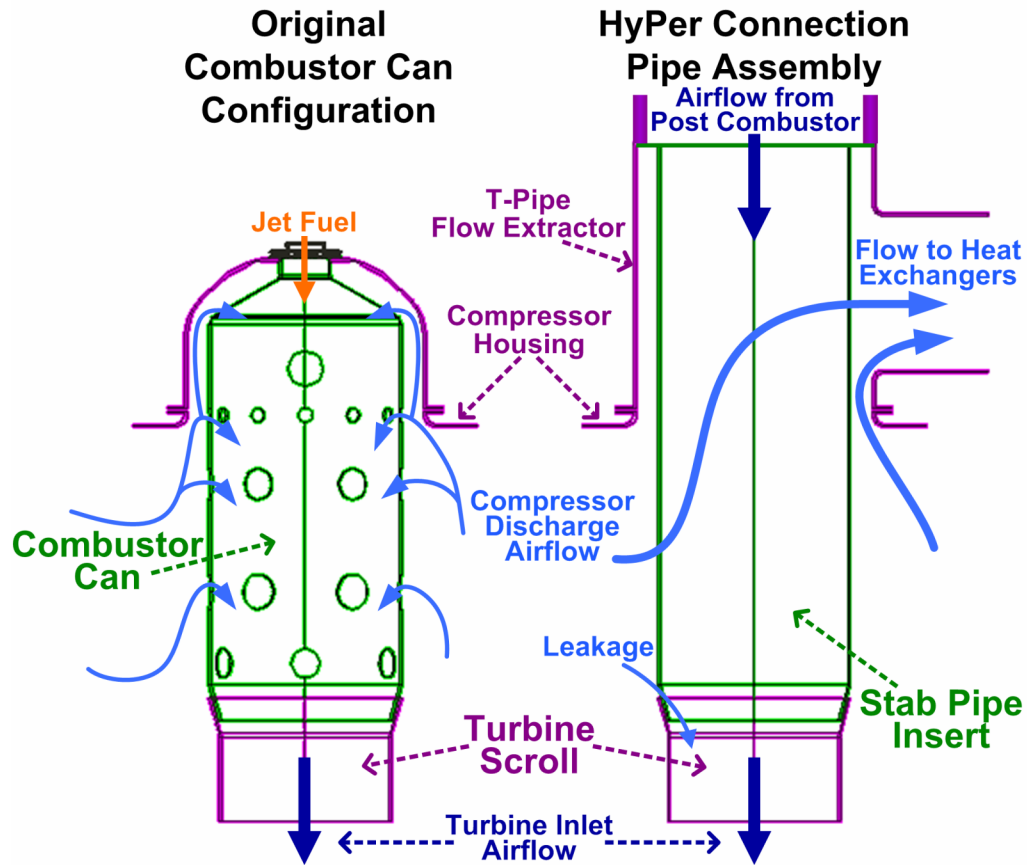 Original
Combustor Can
Configuration
HyPer Connection
Pipe Assembly
Airflow from
Post Combustor
T-Pipe
Flow Extractor
Jet Fuel
Flow to Heat
Exchangers
Compressor
Housing
Compressor
Discharge
Airflow
Combustor
Can
Leakage
Stab Pipe
Insert
Turbine
Scroll
Turbine Inlet
Airflow